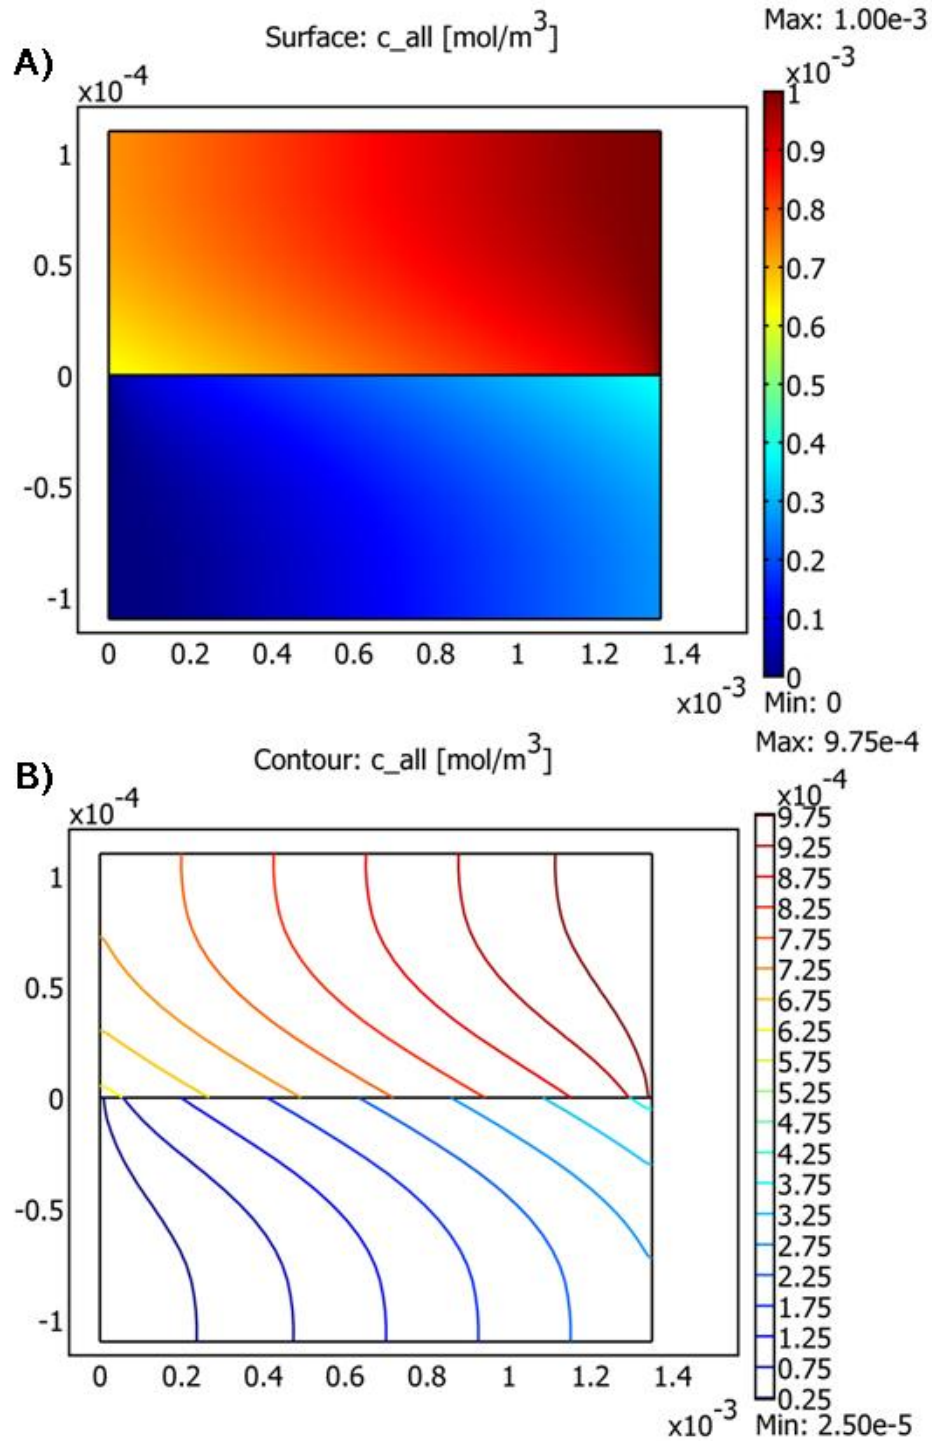 Max: 1.00e-3
Surface: c_all [mol/m3]
A)
x10-4
x10-3
1
0.9
0.8
0.7
0.6
0.5
0.4
0.3
0.2
0.1
0
1
0.5
0
-0.5
-1
0 0.2 0.4 0.6 0.8 1 1.2 1.4
x10-3
Min: 0
Max: 9.75e-4
Contour: c_all [mol/m3]
B)
x10-4
x10-4
9.75
9.25
8.75
8.25
7.75
7.25
6.75
6.25
5.75
5.25
4.75
4.25
3.75
3.25
2.75
2.25
1.75
1.25
0.75
0.25
1
0.5
0
-0.5
-1
0 0.2 0.4 0.6 0.8 1 1.2 1.4
x10-3
Min: 2.50e-5